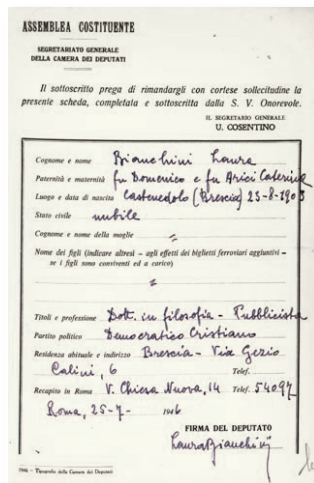 ASSEMBLEA COSTITUENTE
SEGRETARIATO GENERALE
DELLA CAMERA DEI DEPUTATI
Il sottoscritto prega di rimandargli con cortese sollecitudine la
presente scheda, completata e sottoscritta dalla S. V. Onorevole.
IL SEGRETARIO GENERALE
U. COSENTINO
Cognome e nome Bianchini Laura
Paternità e maternità fu Domenico e fu Arici Caterina
Luogo e data di nascita Castenedolo (Brescia) 23-8-1903
Stato civile nubile
Cognome e nome della moglie =
Nome dei figli (indicare altresì - agli effetti dei biglietti ferroviari aggiuntivi -
se i figli sono conviventi ed a carico)
=
Titoli e professione Dott. in filosofia - Pubblicista
Partito politico Democratico Cristiano
Residenza abituale e indirizzo Brescia - Via Gezio
Calini, 6 Telef.
Recapito in Roma V. Chiesa Nuova, 14 Telef. 54097
Roma, 25-7- 1946
FIRMA DEL DEPUTATO
Laura Bianchini
7946 - Tipografia della Camera dei Deputati